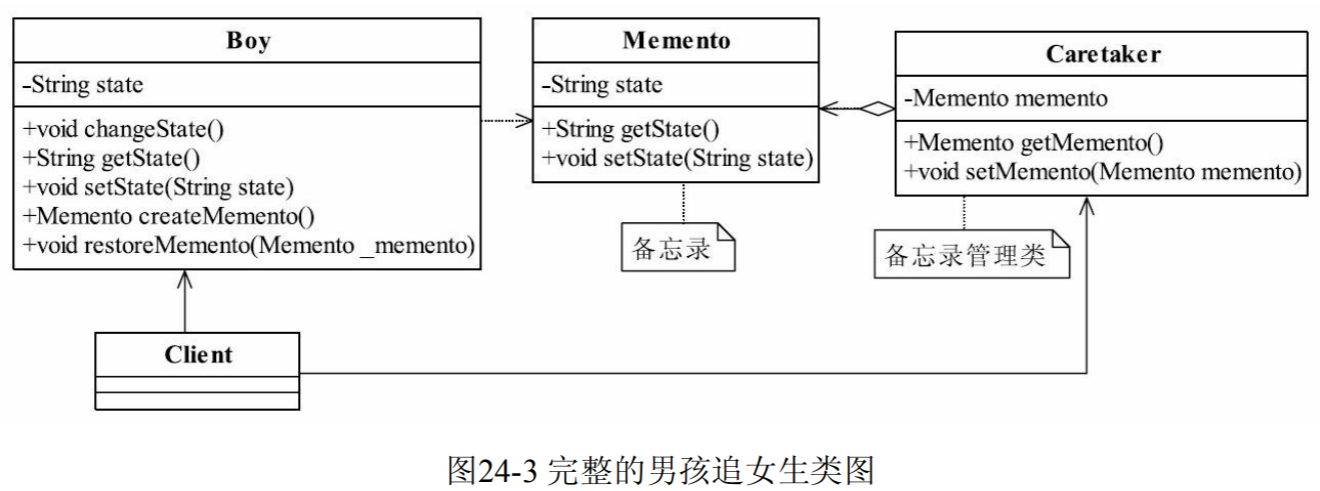 Boy
-String state
+void changeState()
+String getState()
+void setState(String state)
+Memento createMemento()
+void restoreMemento(Memento _memento)
Memento
-String state
+String getState()
+void setState(String state)
备忘录
Caretaker
-Memento memento
+Memento getMemento()
+void setMemento(Memento memento)
备忘录管理类
Client
图24-3 完整的男孩追女生类图